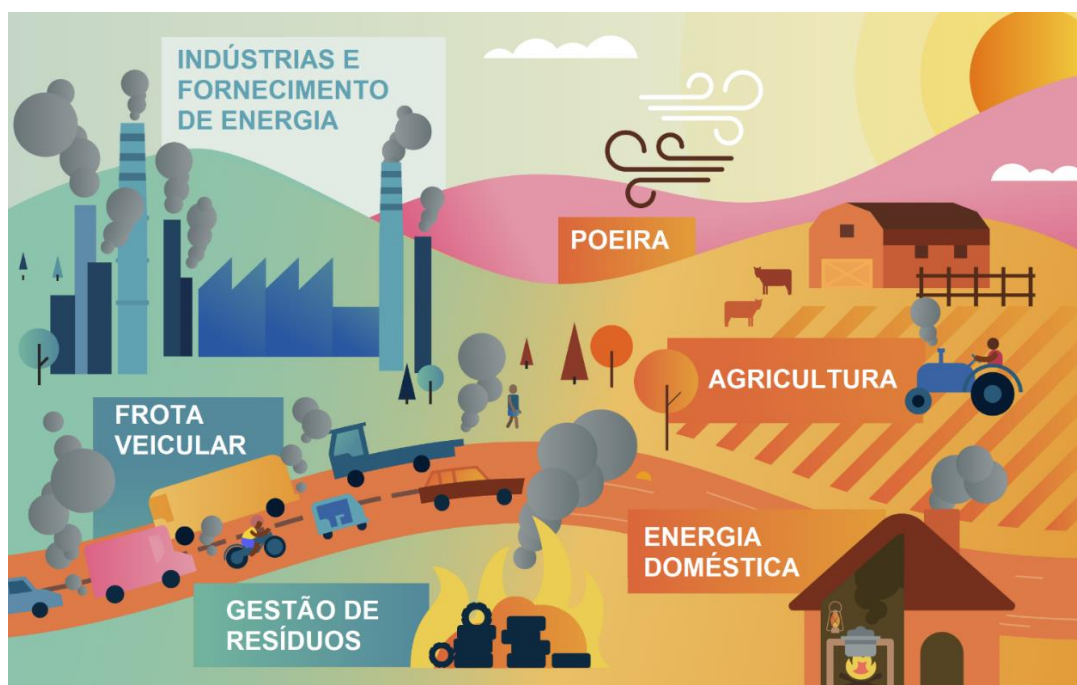 INDÚSTRIAS E
FORNECIMENTO
DE ENERGIA
POEIRA
AGRICULTURA
FROTA
VEICULAR
ENERGIA
DOMÉSTICA
GESTÃO DE
RESÍDUOS